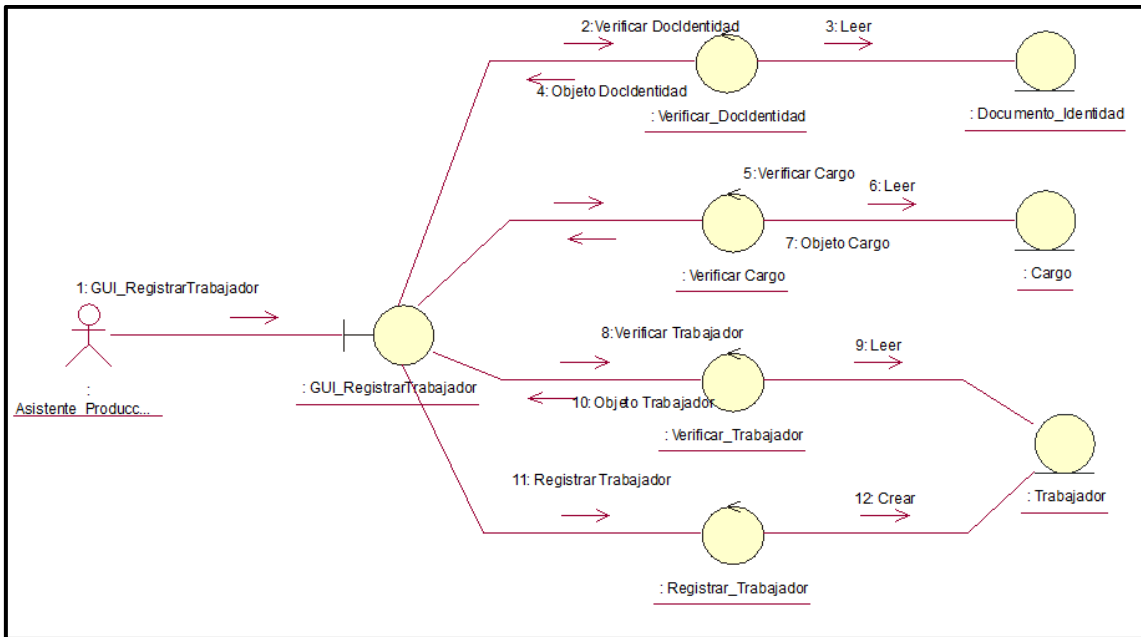 2:Verificar DocIdentidad
3: Leer
4: Objeto DocIdentidad
: Verificar_DocIdentidad
: Documento_Identidad
5:Verificar Cargo
6: Leer
7: Objeto Cargo
: Verificar Cargo
: Cargo
1: GUI_RegistrarTrabajador
:
Asistente_Producc...
: GUI_RegistrarTrabajador
8:Verificar Trabajador
9: Leer
10: Objeto Trabajador
: Verificar_Trabajador
: Trabajador
11: Registrar Trabajador
12: Crear
: Registrar_Trabajador